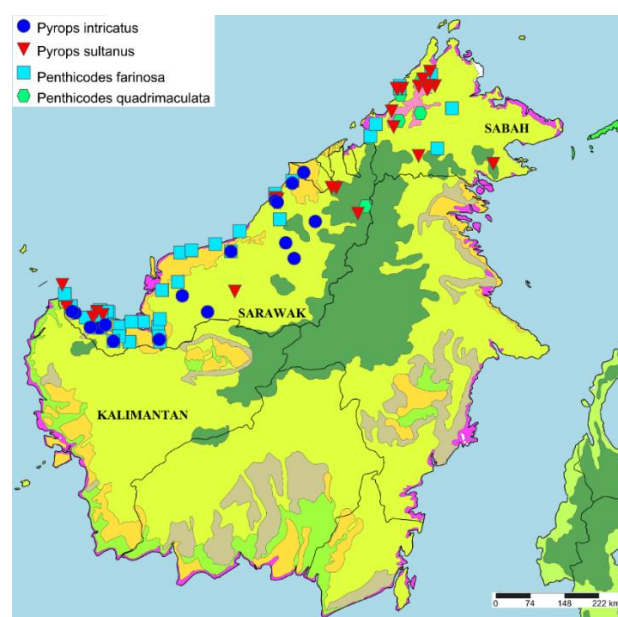 Pyrops intricatus
Pyrops sultanus
Penthicodes farinosa
Penthicodes quadrimaculata
SABAH
SARAWAK
KALIMANTAN
0 74 148 222 km